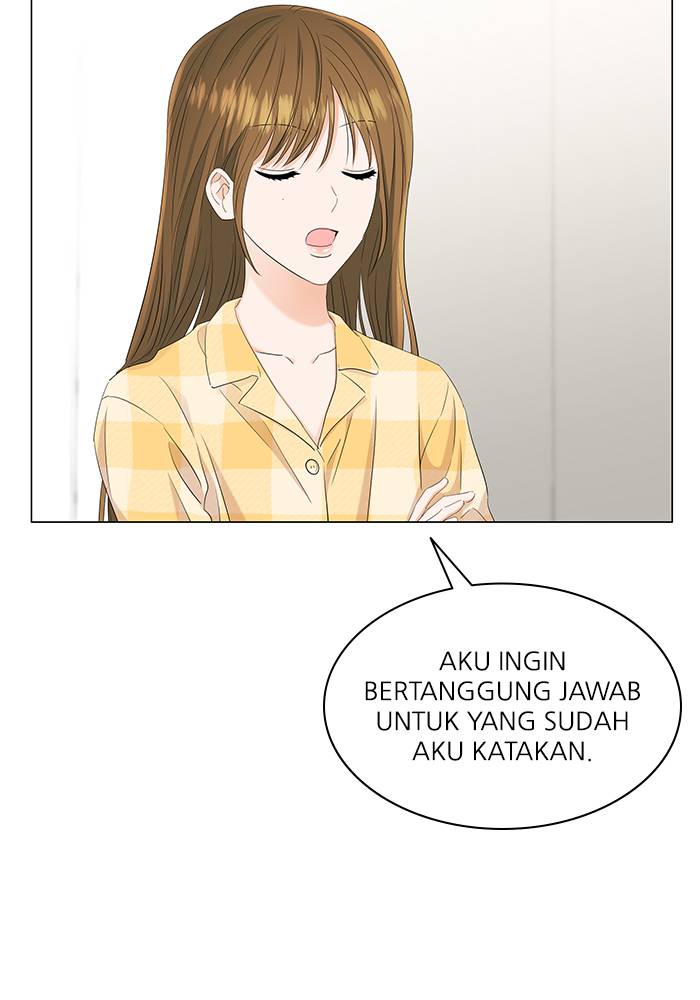 AKU INGIN
BERTANGGUNG JAWAB
UNTUK YANG SUDAH
AKU KATAKAN.